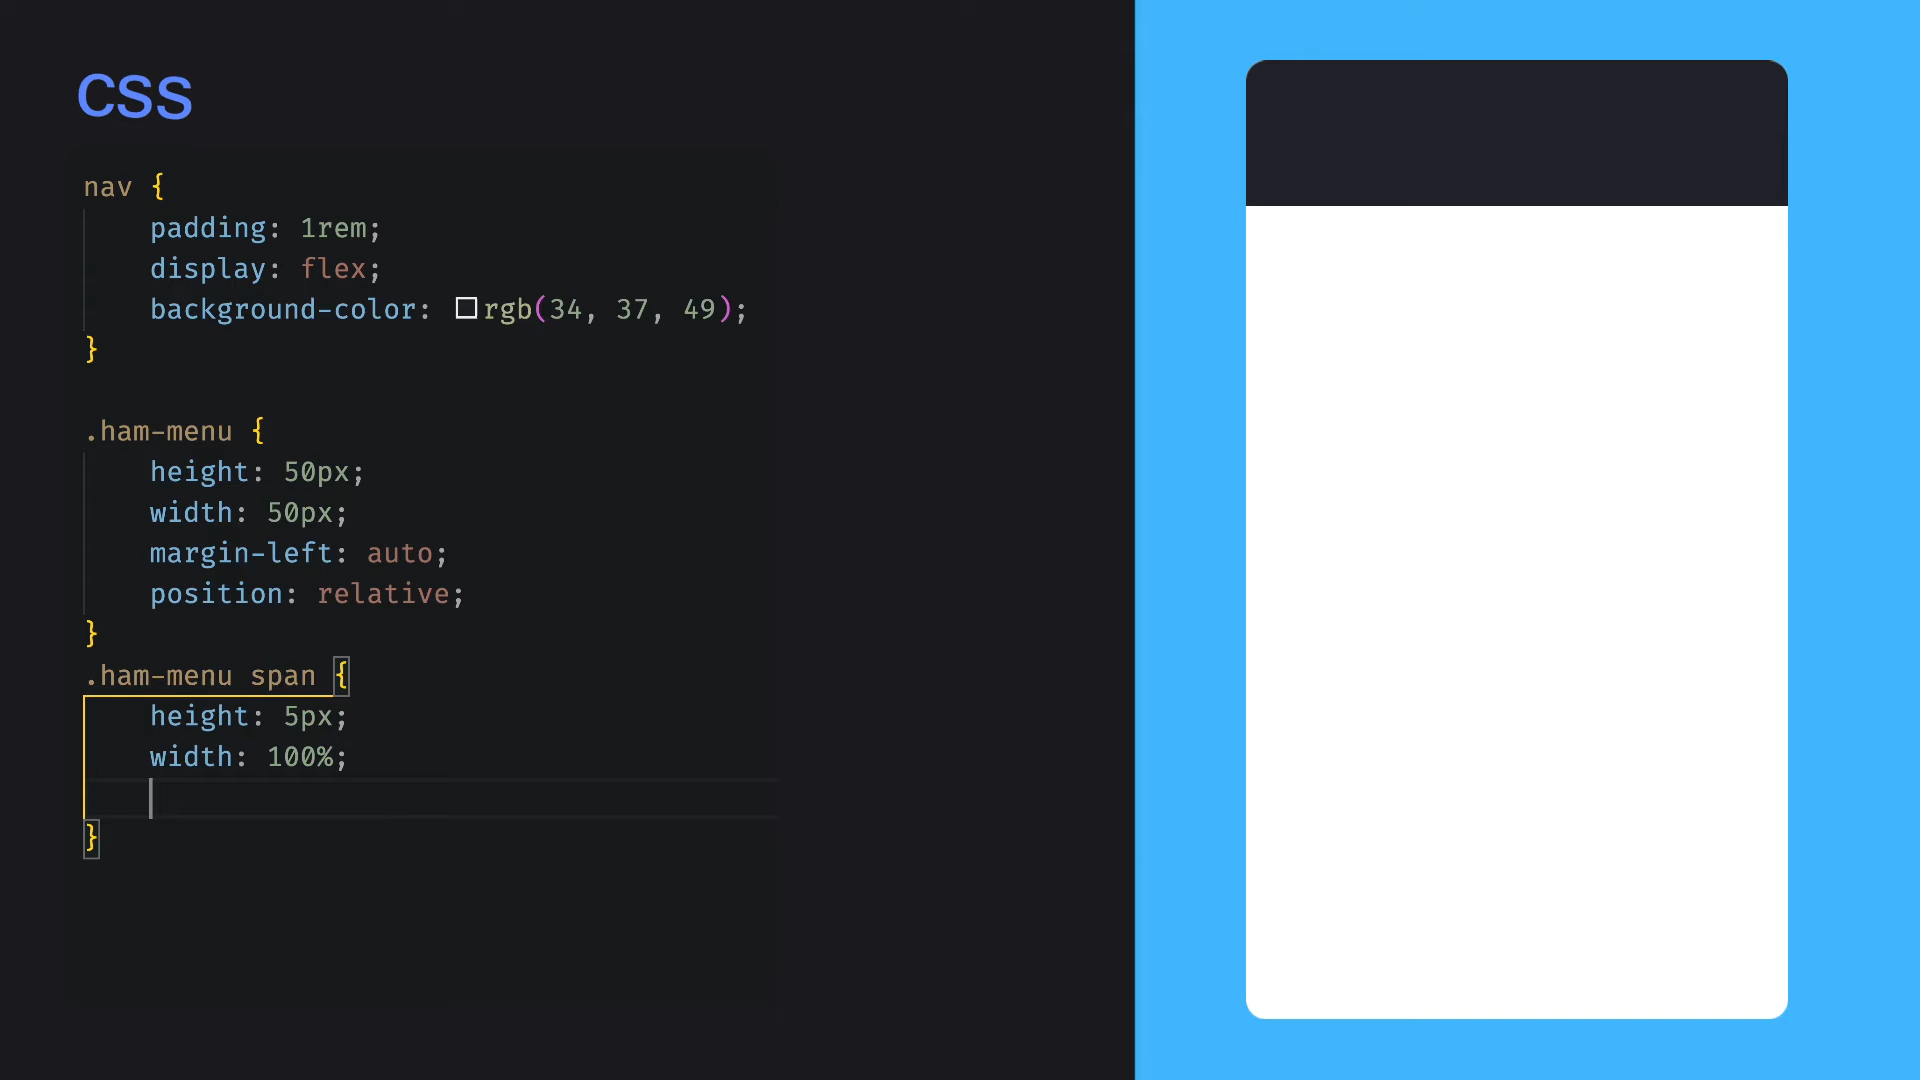 CSS
nav {
    padding: 1rem;
    display: flex;
    background-color: rgb(34, 37, 49);
}
.ham-menu {
    height: 50px;
    width: 50px;
    margin-left: auto;
    position: relative;
}
.ham-menu span {
    height: 5px;
    width: 100%;
}